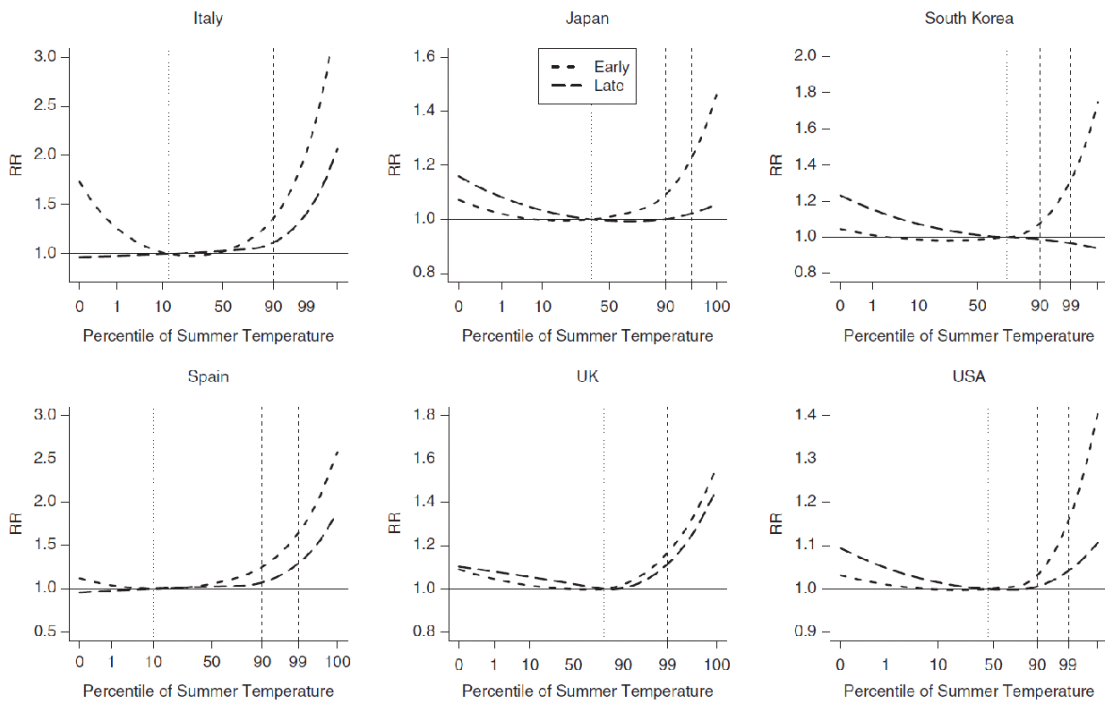 Italy
3.0
2.5
2.0
1.5
1.0
RR
0 1 10 50 90 99
Percentile of Summer Temperature
Japan
1.6
1.4
1.2
1.0
0.8
RR
Early
Late
0 1 10 50 90 100
Percentile of Summer Temperature
South Korea
2.0
1.8
1.6
1.4
1.2
1.0
0.8
RR
0 1 10 50 90 99
Percentile of Summer Temperature
Spain
3.0
2.5
2.0
1.5
1.0
0.5
RR
0 1 10 50 90 99 100
Percentile of Summer Temperature
UK
1.8
1.6
1.4
1.2
1.0
0.8
RR
0 1 10 50 90 99 100
Percentile of Summer Temperature
USA
1.4
1.3
1.2
1.1
1.0
0.9
RR
0 1 10 50 90 99
Percentile of Summer Temperature